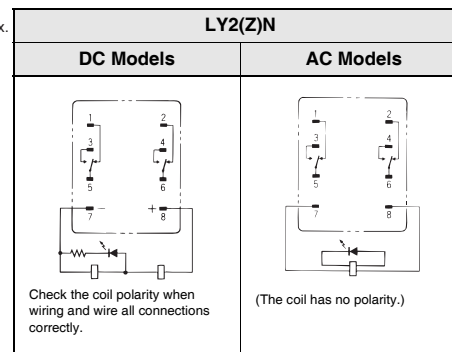 x.
LY2(Z)N
DC Models
AC Models
1 2
3 4
5 6
7 − + 8
1 2
3 4
5 6
7 8
Check the coil polarity when
wiring and wire all connections
correctly.
(The coil has no polarity.)